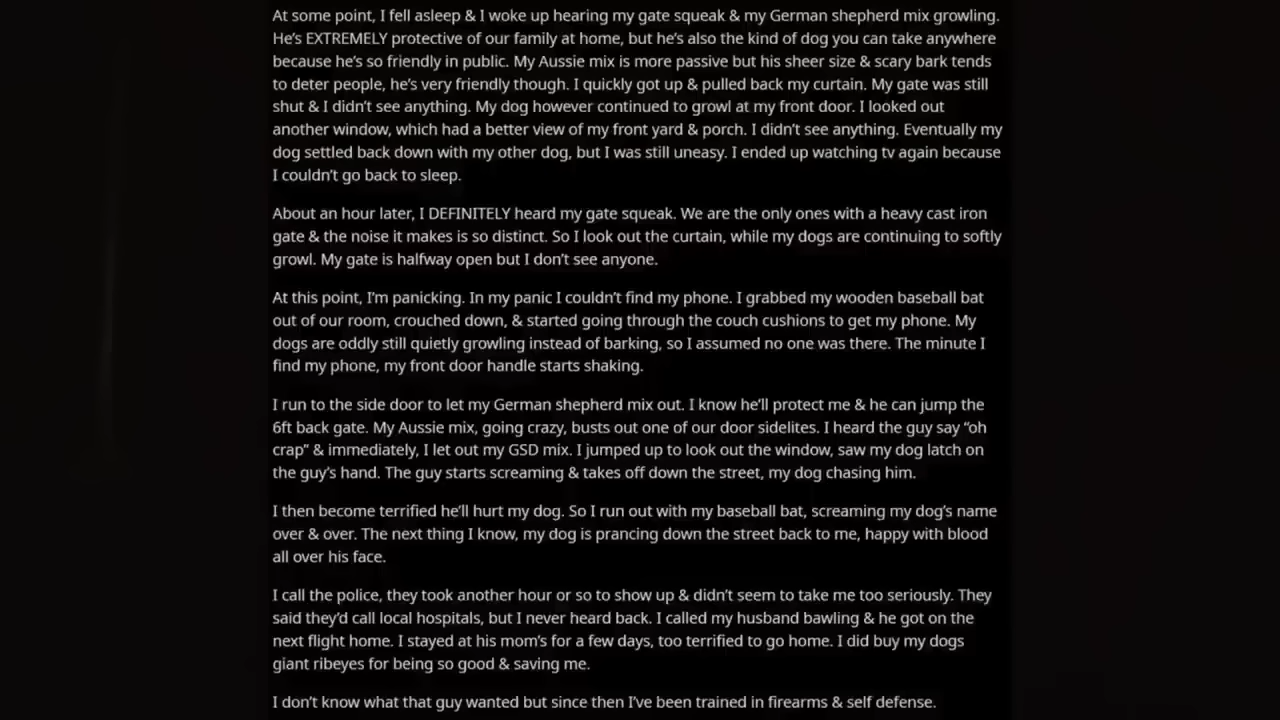 At some point, I fell asleep & I woke up hearing my gate squeak & my German shepherd mix growling.
He's EXTREMELY protective of our family at home, but he's also the kind of dog you can take anywhere
because he's so friendly in public. My Aussie mix is more passive but his sheer size & scary bark tends
to deter people, he's very friendly though. I quickly got up & pulled back my curtain. My gate was still
shut & I didn't see anything. My dog however continued to growl at my front door. I looked out
another window, which had a better view of my front yard & porch. I didn't see anything. Eventually my
dog settled back down with my other dog, but I was still uneasy. I ended up watching tv again because
I couldn't go back to sleep.
About an hour later, I DEFINITELY heard my gate squeak. We are the only ones with a heavy cast iron
gate & the noise it makes is so distinct. So I look out the curtain, while my dogs are continuing to softly
growl. My gate is halfway open but I don't see anyone.
At this point, I'm panicking. In my panic I couldn't find my phone. I grabbed my wooden baseball bat
out of our room, crouched down, & started going through the couch cushions to get my phone. My
dogs are oddly still quietly growling instead of barking, so I assumed no one was there. The minute I
find my phone, my front door handle starts shaking.
I run to the side door to let my German shepherd mix out. I know he'll protect me & he can jump the
6ft back gate. My Aussie mix, going crazy, busts out one of our door sidelites. I heard the guy say “oh
crap” & immediately, I let out my GSD mix. I jumped up to look out the window, saw my dog latch on
the guy's hand. The guy starts screaming & takes off down the street, my dog chasing him.
I then become terrified he'll hurt my dog. So I run out with my baseball bat, screaming my dog's name
over & over. The next thing I know, my dog is prancing down the street back to me, happy with blood
all over his face.
I call the police, they took another hour or so to show up & didn't seem to take me too seriously. They
said they'd call local hospitals, but I never heard back. I called my husband bawling & he got on the
next flight home. I stayed at his mom's for a few days, too terrified to go home. I did buy my dogs
giant ribeyes for being so good & saving me.
I don't know what that guy wanted but since then I've been trained in firearms & self defense.